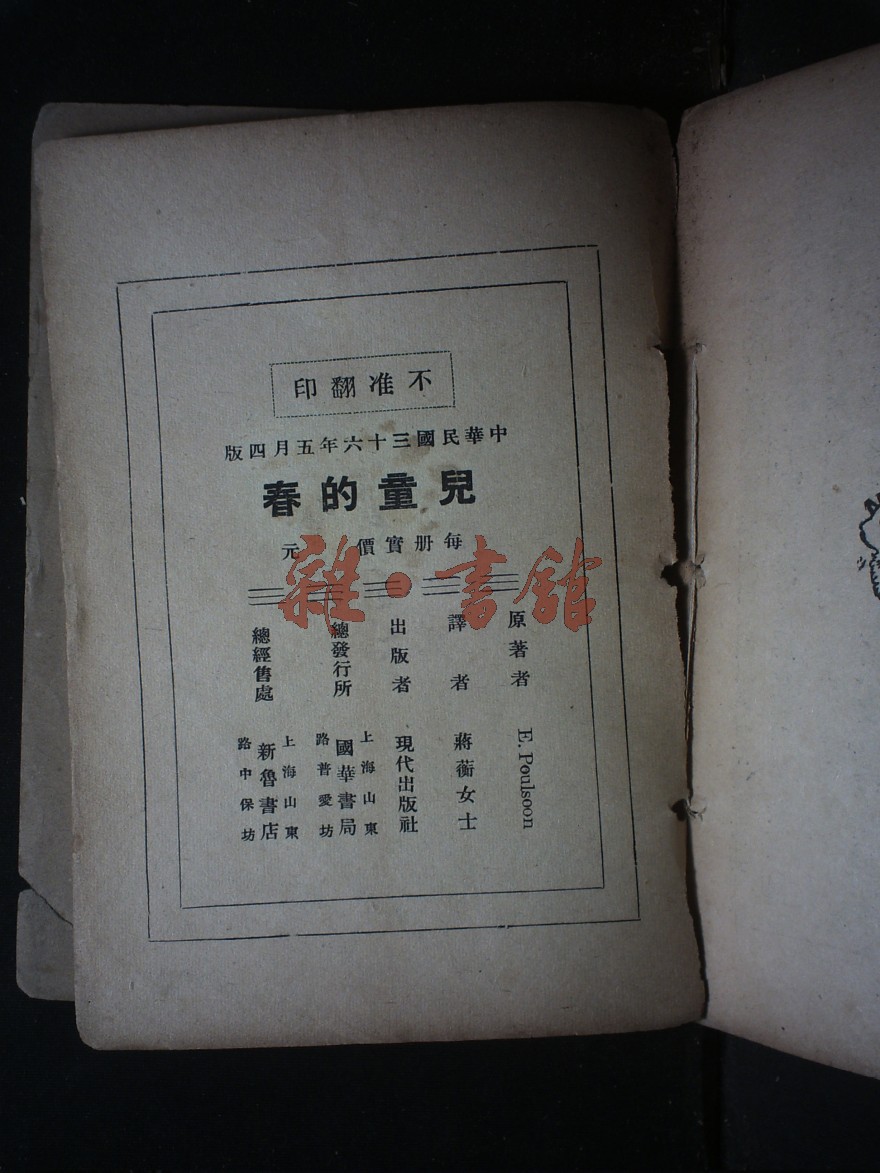 不准翻印
中華民國三十六年五月四版
兒童的春
每册實價　元
雜·書館
原著者 E. Poulsoon
譯者 蔣蘅女士
出版者 現代出版社
總發行所 上海山東路普愛坊 國華書局
總經售處 上海山東路中保坊 新魯書店